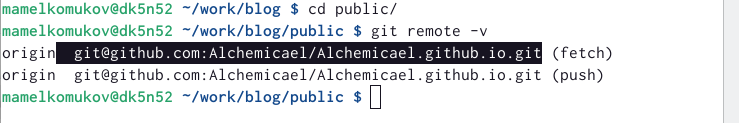 mamelkomukov@dk5n52 ~/work/blog $ cd public/
mamelkomukov@dk5n52 ~/work/blog/public $ git remote -v
origin  git@github.com:Alchemicael/Alchemicael.github.io.git (fetch)
origin  git@github.com:Alchemicael/Alchemicael.github.io.git (push)
mamelkomukov@dk5n52 ~/work/blog/public $